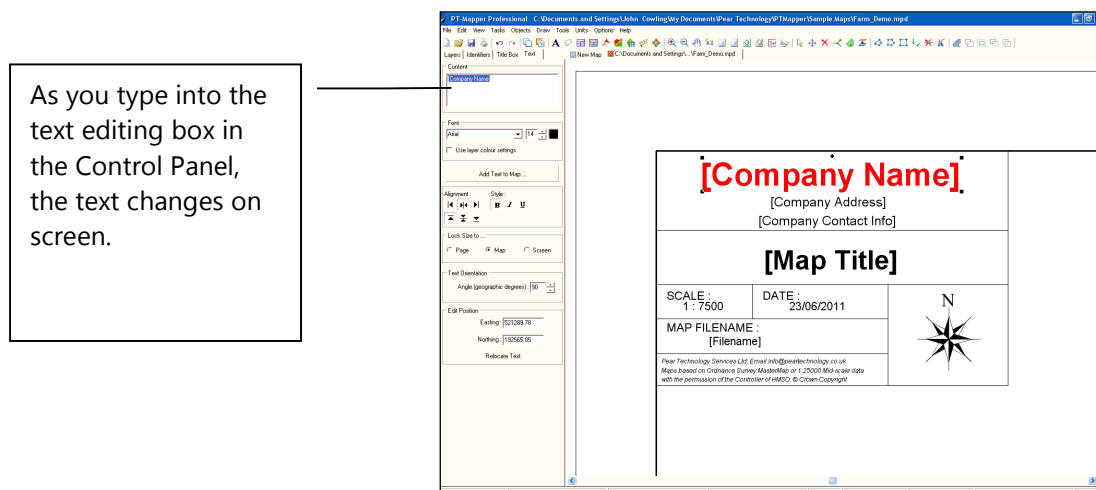 As you type into the
text editing box in
the Control Panel,
the text changes on
screen.
PT-Mapper Professional C:\Documents and Settings\John Cowling\My Documents\Pear Technology\PTMapper\Sample Maps\Farm_Demo.mpd
File Edit View Tasks Objects Draw Tools Units Options Help
Layers Identifiers Title Box Text
New Map C:\Documents and Settings\...\Farm_Demo.mpd
Content
Company Name
Font
Arial 14
Use layer colour settings
Add Text to Map ...
Alignment : Style :
B I U
Lock Size to ...
Page Map Screen
Text Orientation
Angle (geographic degrees): 90
Edit Position
Easting: 521289.78
Northing: 192565.05
Relocate Text
[Company Name]
[Company Address]
[Company Contact Info]
[Map Title]
SCALE :
1 : 7500
DATE :
23/06/2011
MAP FILENAME :
[Filename]
N
Pear Technology Services Ltd, Email info@peartechnology.co.uk
Maps based on Ordnance Survey MasterMap or 1:25000 Mid-scale data
with the permission of the Controller of HMSO. © Crown Copyright